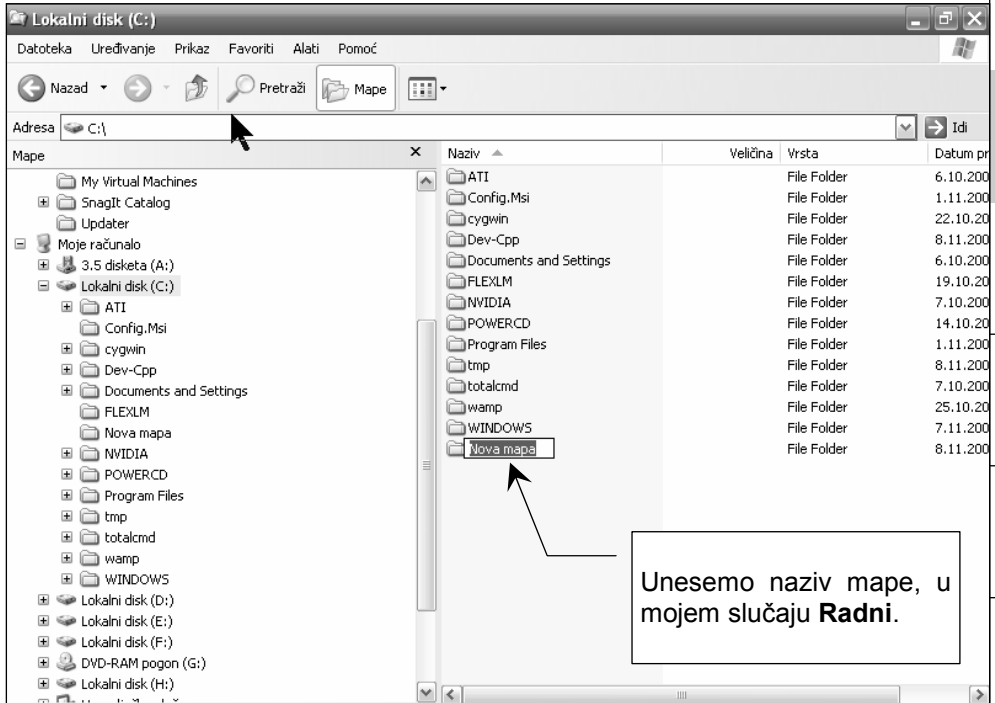 Lokalni disk (C:)
Datoteka Uređivanje Prikaz Favoriti Alati Pomoć
Nazad Pretraži Mape
Adresa C:\ Idi
Mape
My Virtual Machines
SnagIt Catalog
Updater
Moje računalo
3.5 disketa (A:)
Lokalni disk (C:)
ATI
Config.Msi
cygwin
Dev-Cpp
Documents and Settings
FLEXLM
Nova mapa
NVIDIA
POWERCD
Program Files
tmp
totalcmd
wamp
WINDOWS
Lokalni disk (D:)
Lokalni disk (E:)
Lokalni disk (F:)
DVD-RAM pogon (G:)
Lokalni disk (H:)
Naziv Veličina Vrsta Datum pr
ATI File Folder 6.10.200
Config.Msi File Folder 1.11.200
cygwin File Folder 22.10.20
Dev-Cpp File Folder 8.11.200
Documents and Settings File Folder 6.10.200
FLEXLM File Folder 19.10.20
NVIDIA File Folder 7.10.200
POWERCD File Folder 14.10.20
Program Files File Folder 1.11.200
tmp File Folder 8.11.200
totalcmd File Folder 7.10.200
wamp File Folder 25.10.20
WINDOWS File Folder 7.11.200
Nova mapa File Folder 8.11.200
Unesemo naziv mape, u
mojem slučaju Radni.